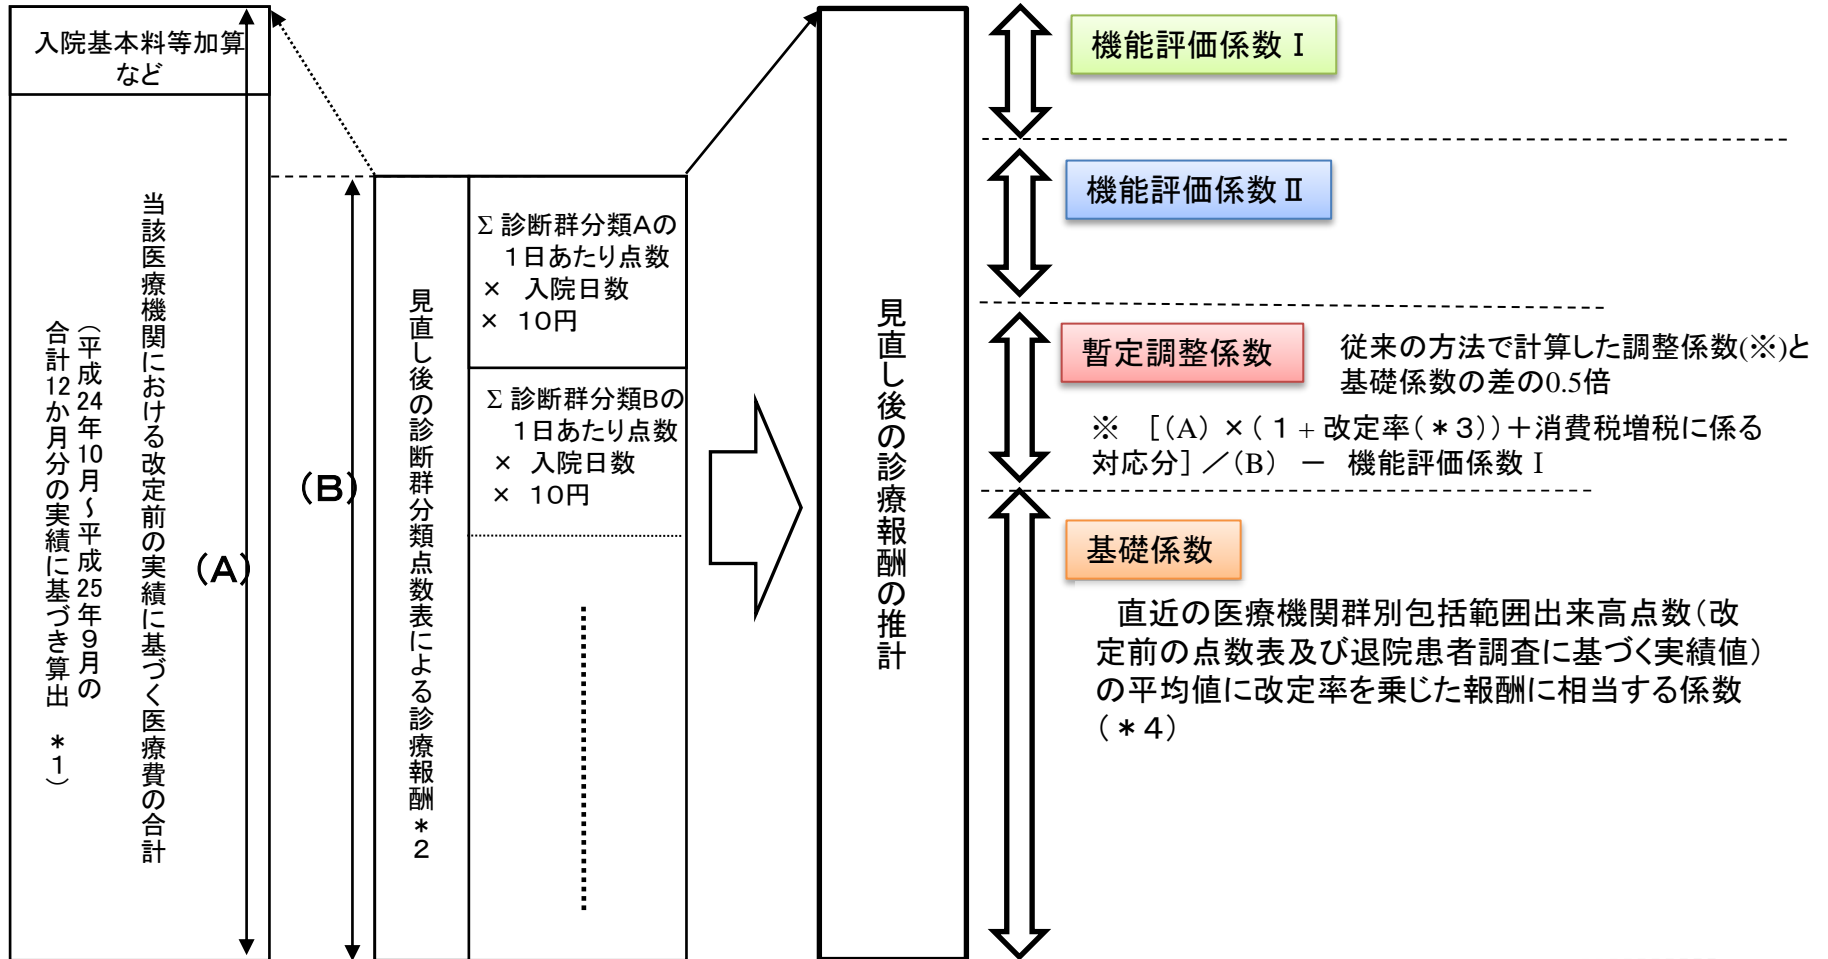 入院基本料等加算
など
当該医療機関における改定前の実績に基づく医療費の合計
(平成24年10月~平成25年9月の
合計12か月分の実績に基づき算出 *1)
(A)
(B)
見直し後の診断群分類点数表による診療報酬*2
Σ 診断群分類Aの
1日あたり点数
× 入院日数
× 10円
Σ 診断群分類Bの
1日あたり点数
× 入院日数
× 10円
見直し後の診療報酬の推計
機能評価係数Ⅰ
機能評価係数Ⅱ
暫定調整係数
従来の方法で計算した調整係数(※)と
基礎係数の差の0.5倍
※ [(A)×(1+改定率(*3))+消費税増税に係る
対応分]/(B) - 機能評価係数Ⅰ
基礎係数
直近の医療機関群別包括範囲出来高点数(改
定前の点数表及び退院患者調査に基づく実績値)
の平均値に改定率を乗じた報酬に相当する係数
(*4)